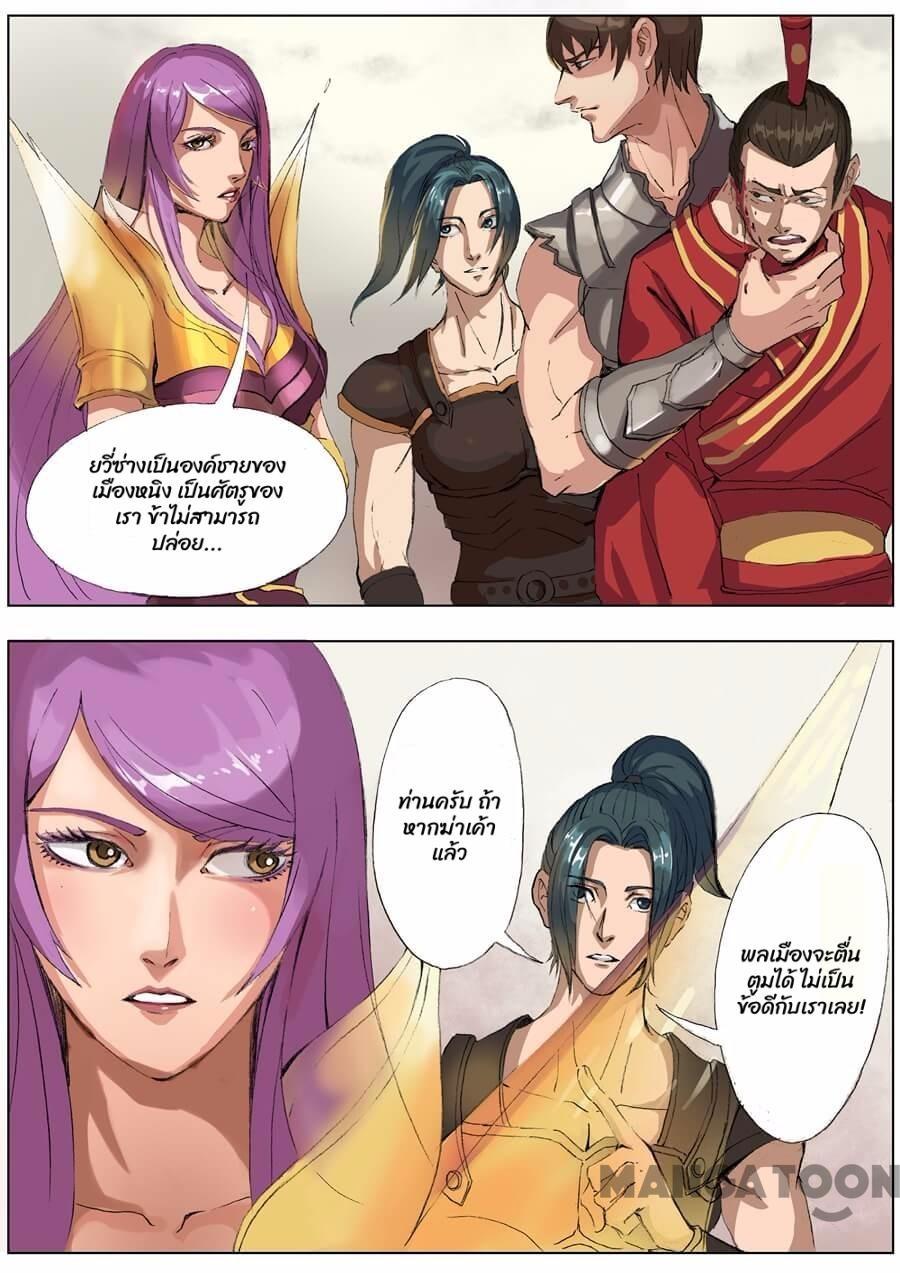 ยวี่ซ่างเป็นองค์ชายของ
เมืองหนิง เป็นศัตรูของ
เรา ข้าไม่สามารถ
ปล่อย...
ท่านครับ ถ้า
หากฆ่าเค้า
แล้ว
พลเมืองจะตื่น
ตูมได้ ไม่เป็น
ข้อดีกับเราเลย!
MANGATOON